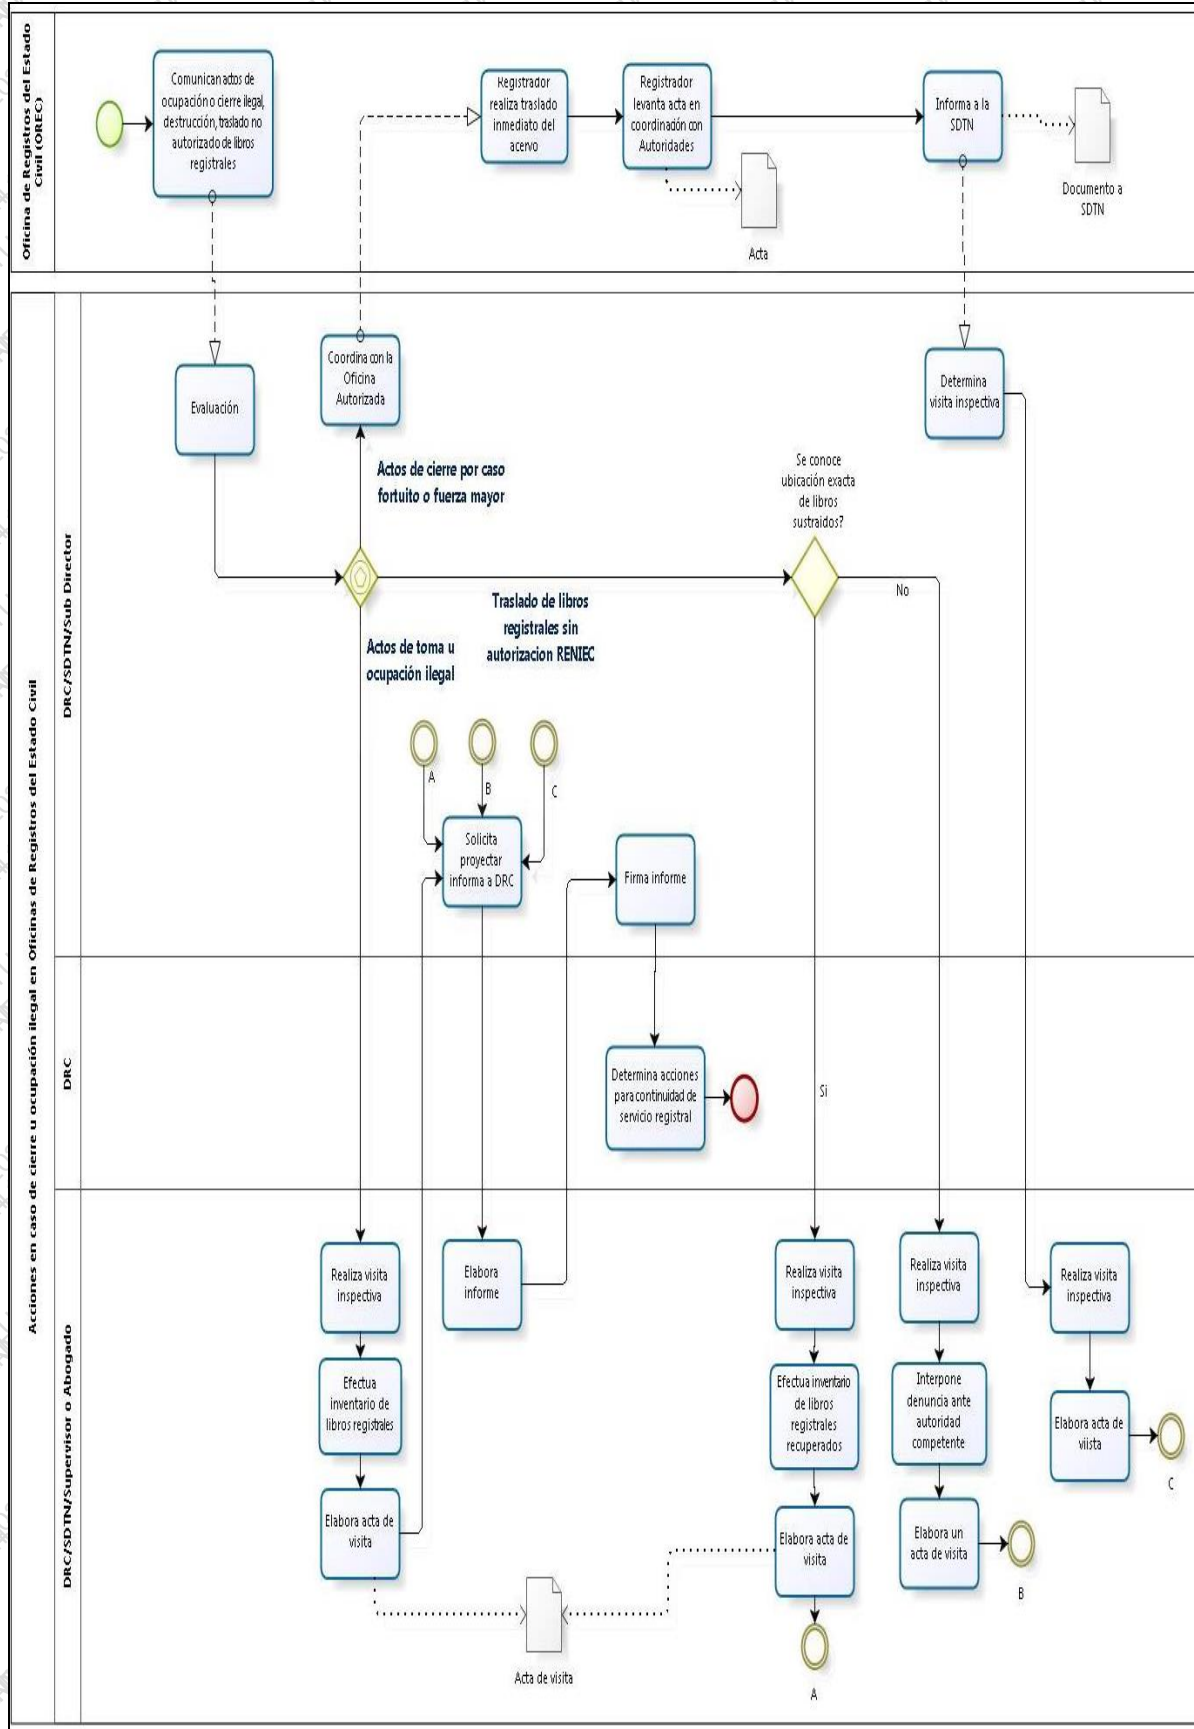 Oficina de Registros del Estado
Civil (OREC)
Comunican actos de
ocupación o cierre ilegal,
destrucción, traslado no
autorizado de libros
registrales
Registrador
realiza traslado
inmediato del
acervo
Registrador
levanta acta en
coordinación con
Autoridades
Informa a la
SDTN
Acta
Documento a
SDTN
Acciones en caso de cierre u ocupación ilegal en Oficinas de Registros del Estado Civil
DRC/SDTN/Sub Director
Evaluación
Coordina con la
Oficina
Autorizada
Determina
visita inspectiva
Actos de cierre por caso
fortuito o fuerza mayor
Se conoce
ubicación exacta
de libros
sustraidos?
No
Traslado de libros
registrales sin
autorizacion RENIEC
Actos de toma u
ocupación ilegal
A
B
C
Solicita
proyectar
informa a DRC
Firma informe
DRC
Determina acciones
para continuidad de
servicio registral
Si
DRC/SDTN/Supervisor o Abogado
Realiza visita
inspectiva
Elabora
informe
Realiza visita
inspectiva
Realiza visita
inspectiva
Realiza visita
inspectiva
Efectua
inventario de
libros registrales
Efectua inventario
de libros
registrales
recuperados
Interpone
denuncia ante
autoridad
competente
Elabora acta de
viista
C
Elabora acta de
visita
Elabora acta de
visita
Elabora un
acta de visita
B
Acta de visita
A